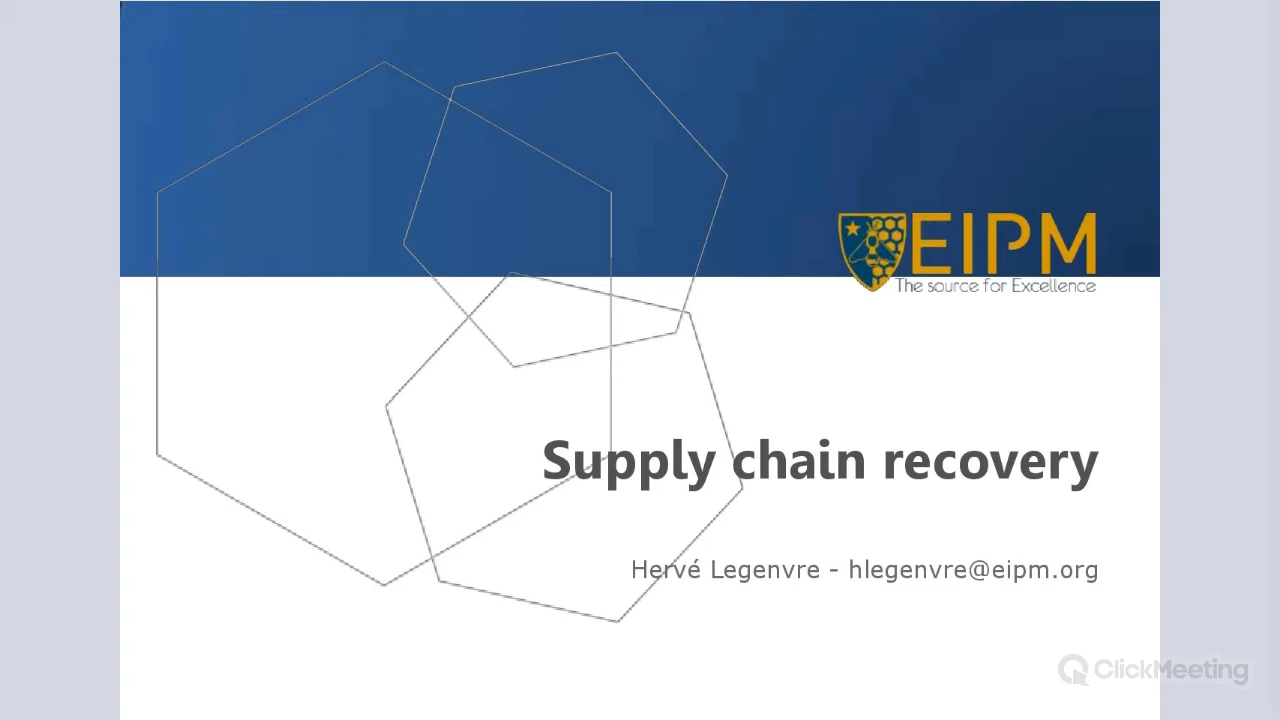 EIPM
The source for Excellence
Supply chain recovery
Hervé Legenvre - hlegenvre@eipm.org
ClickMeeting